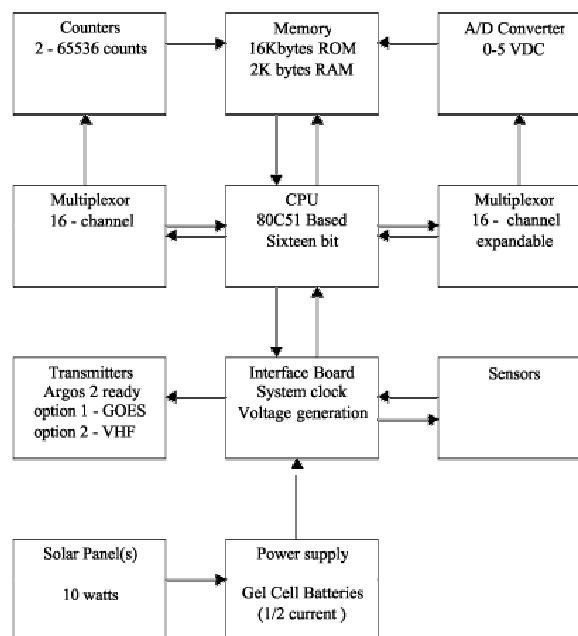 Counters
2 - 65536 counts
Memory
16Kbytes ROM
2K bytes RAM
A/D Converter
0-5 VDC
Multiplexor
16 - channel
CPU
80C51 Based
Sixteen bit
Multiplexor
16 - channel
expandable
Transmitters
Argos 2 ready
option 1 - GOES
option 2 - VHF
Interface Board
System clock
Voltage generation
Sensors
Solar Panel(s)
10 watts
Power supply
Gel Cell Batteries
(1/2 current )